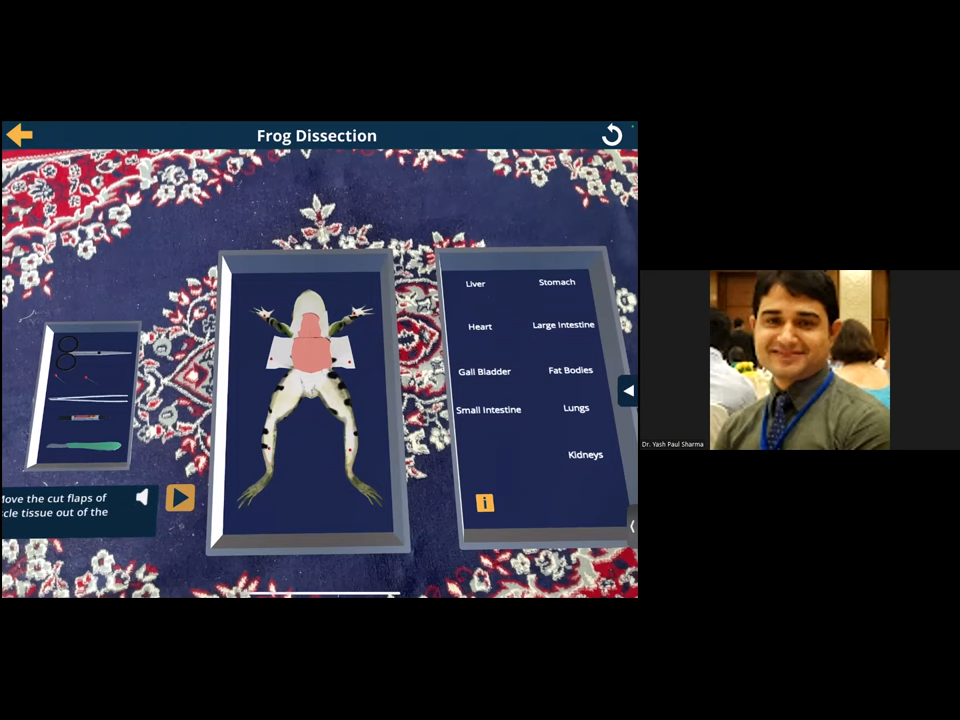 Frog Dissection
Liver
Stomach
Heart
Large Intestine
Gall Bladder
Fat Bodies
Small Intestine
Lungs
Kidneys
i
ove the cut flaps of
cle tissue out of the
Dr. Yash Paul Sharma